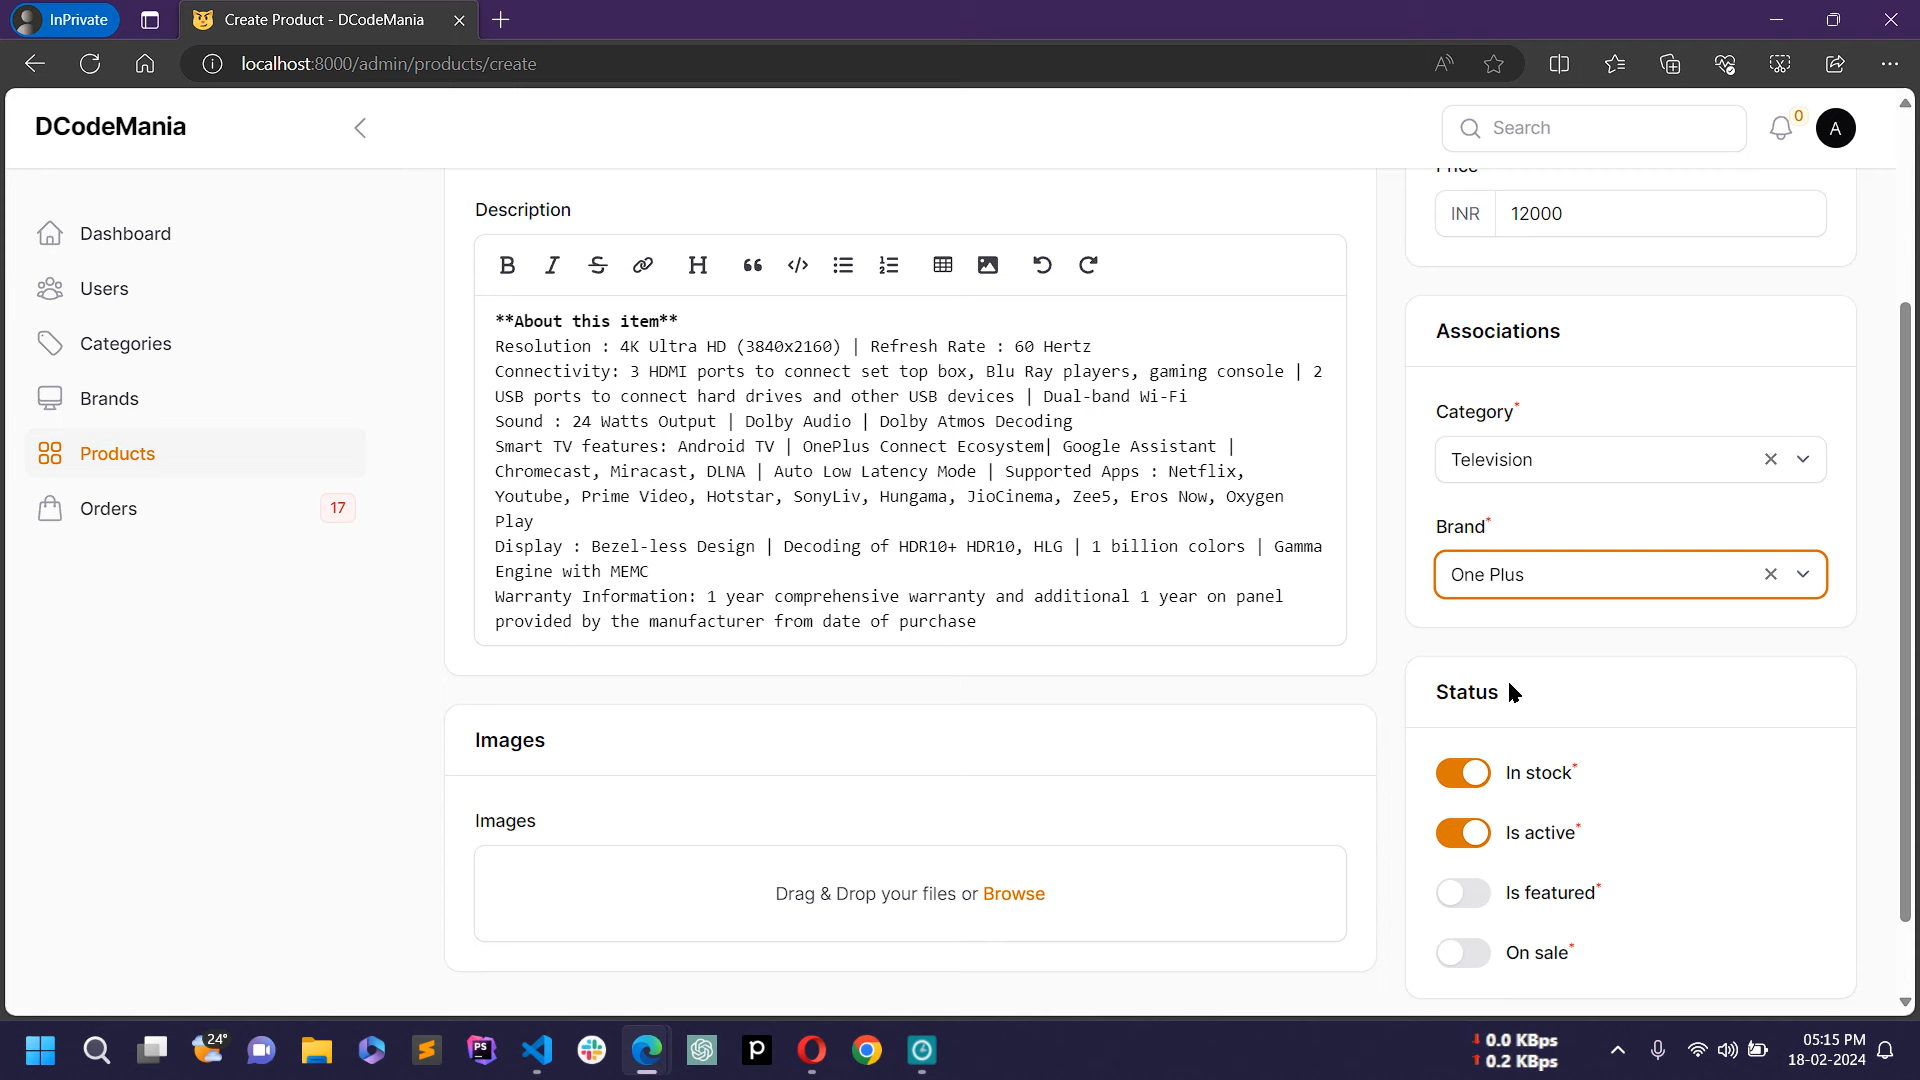 InPrivate
Create Product - DCodeMania
localhost:8000/admin/products/create
DCodeMania
Search
0
A
Dashboard
Users
Categories
Brands
Products
Orders
17
Description
**About this item**
Resolution : 4K Ultra HD (3840x2160) | Refresh Rate : 60 Hertz
Connectivity: 3 HDMI ports to connect set top box, Blu Ray players, gaming console | 2
USB ports to connect hard drives and other USB devices | Dual-band Wi-Fi
Sound : 24 Watts Output | Dolby Audio | Dolby Atmos Decoding
Smart TV features: Android TV | OnePlus Connect Ecosystem| Google Assistant |
Chromecast, Miracast, DLNA | Auto Low Latency Mode | Supported Apps : Netflix,
Youtube, Prime Video, Hotstar, SonyLiv, Hungama, JioCinema, Zee5, Eros Now, Oxygen
Play
Display : Bezel-less Design | Decoding of HDR10+ HDR10, HLG | 1 billion colors | Gamma
Engine with MEMC
Warranty Information: 1 year comprehensive warranty and additional 1 year on panel
provided by the manufacturer from date of purchase
Images
Images
Drag & Drop your files or Browse
INR 12000
Associations
Category*
Television
Brand*
One Plus
Status
In stock*
Is active*
Is featured*
On sale*
24°
PS
0.0 KBps
0.2 KBps
05:15 PM
18-02-2024